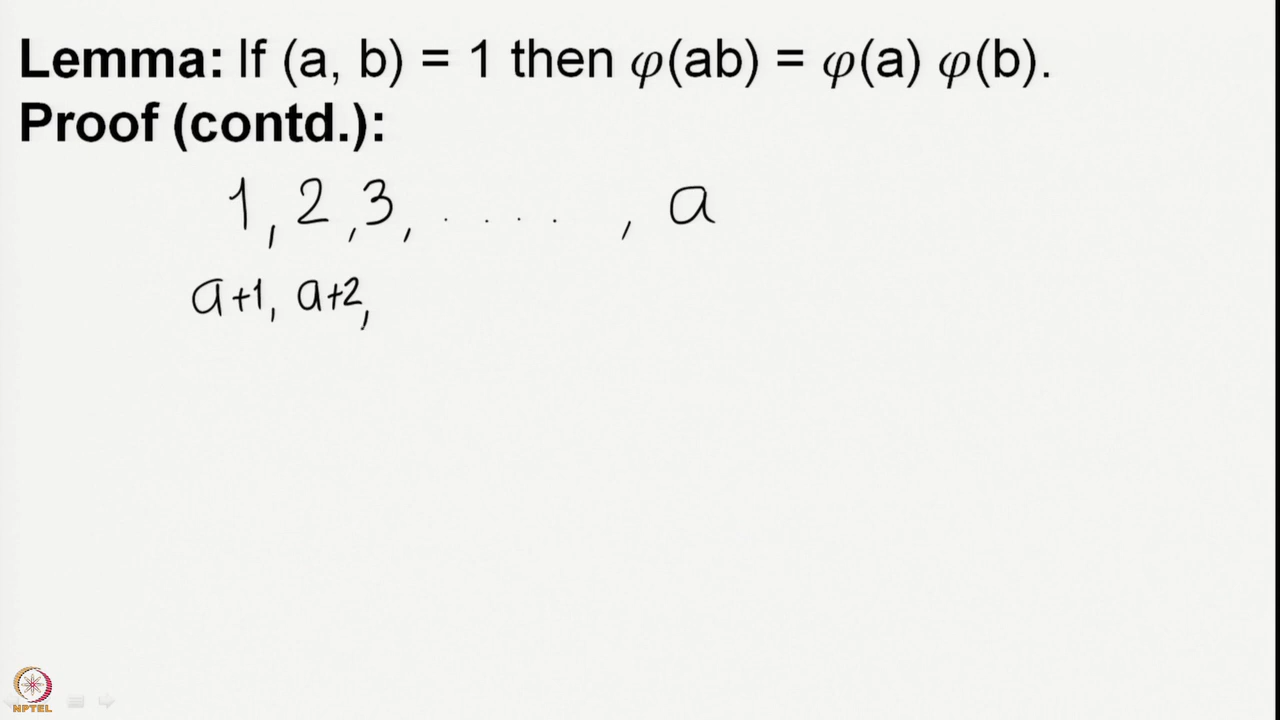 Lemma: If (a, b) = 1 then φ(ab) = φ(a) φ(b).
Proof (contd.):
1, 2, 3, . . . . , a
a+1, a+2,
NPTEL